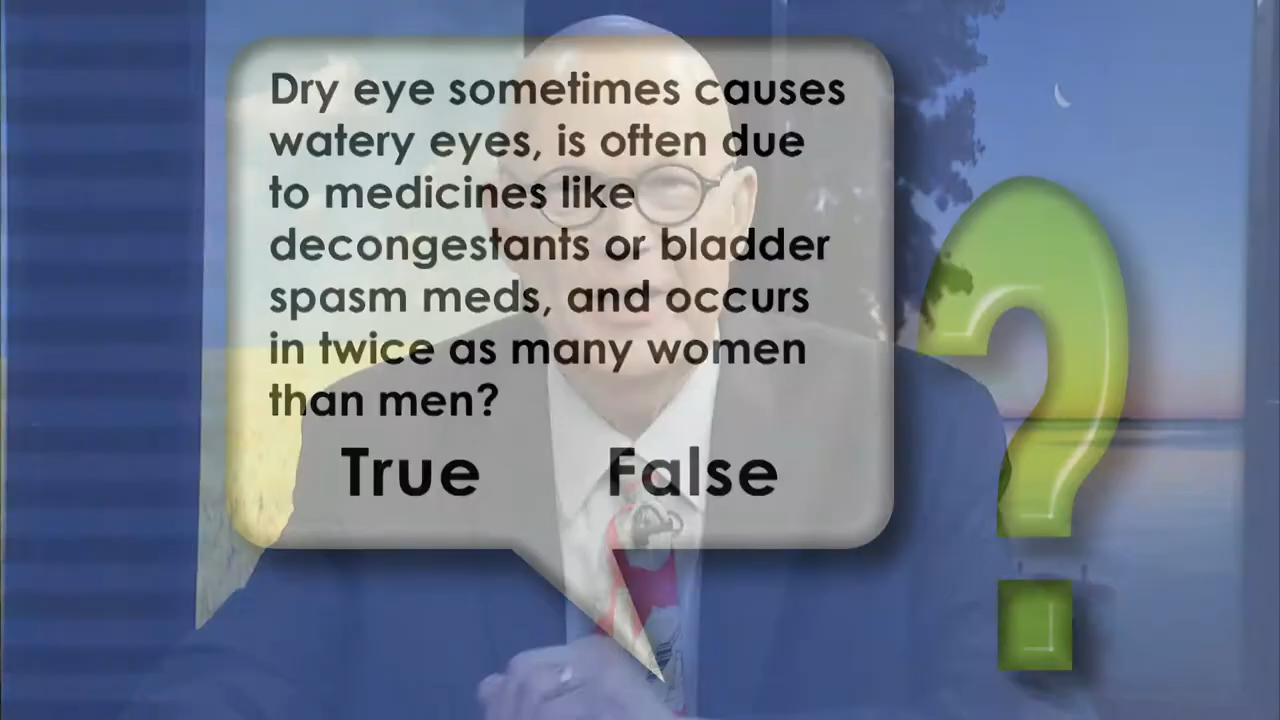 Dry eye sometimes causes
watery eyes, is often due
to medicines like
decongestants or bladder
spasm meds, and occurs
in twice as many women
than men?
True False
?